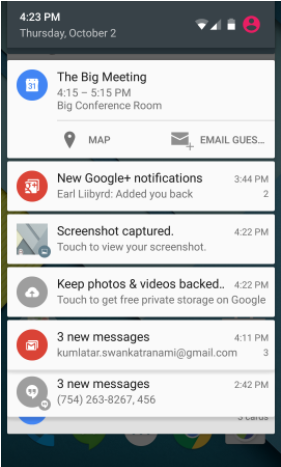 4:23 PM
Thursday, October 2
The Big Meeting
4:15 – 5:15 PM
Big Conference Room
MAP
EMAIL GUES...
New Google+ notifications 3:44 PM
Earl Liibyrd: Added you back 2
Screenshot captured. 4:22 PM
Touch to view your screenshot.
Keep photos & videos backed.. 4:22 PM
Touch to get free private storage on Google
3 new messages 4:11 PM
kumlatar.swankatranami@gmail.com 3
3 new messages 2:42 PM
(754) 263-8267, 456
3 cards